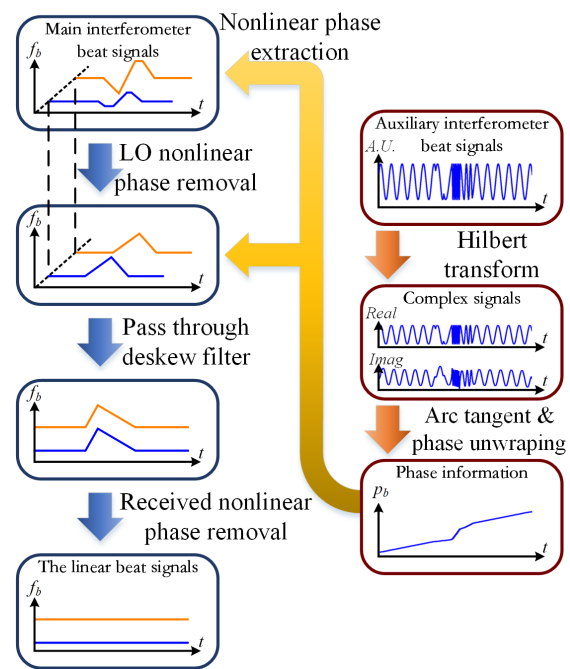 Main interferometer
beat signals
f_b
t
LO nonlinear
phase removal
f_b
t
Pass through
deskew filter
f_b
t
Received nonlinear
phase removal
The linear beat signals
f_b
t
Nonlinear phase
extraction
Auxiliary interferometer
beat signals
A.U.
t
Hilbert
transform
Complex signals
Real
t
Imag
t
Arc tangent &
phase unwraping
Phase information
p_b
t